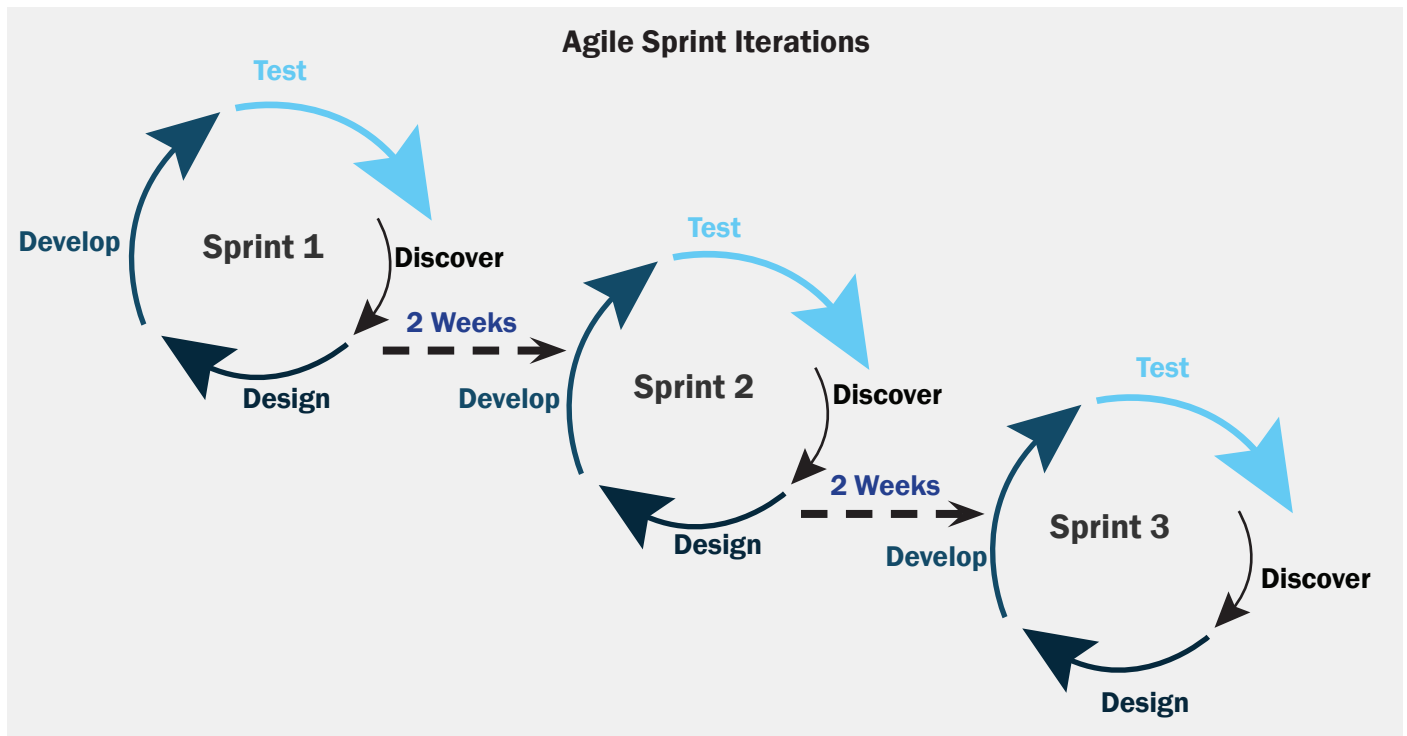 Agile Sprint Iterations
Test
Develop
Sprint 1
Discover
Design
2 Weeks
Test
Develop
Sprint 2
Discover
Design
2 Weeks
Test
Develop
Sprint 3
Discover
Design